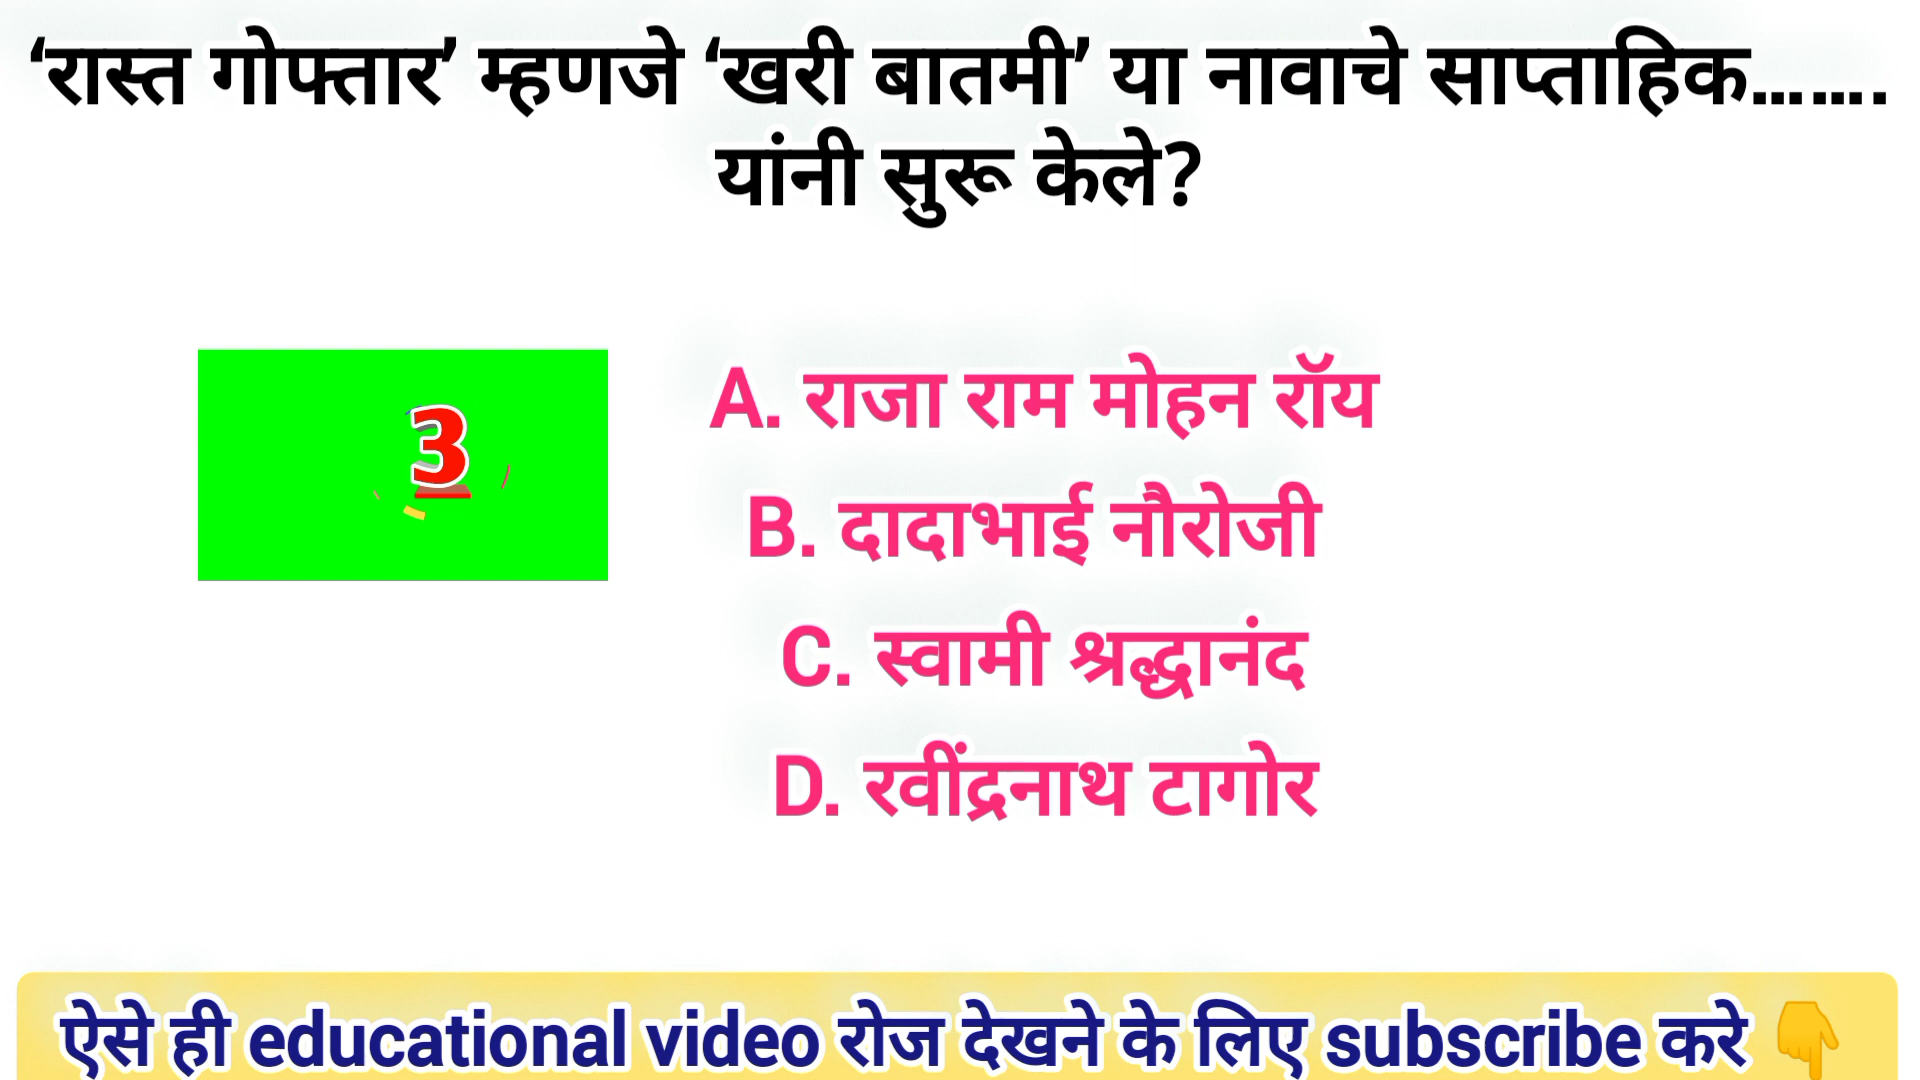 ‘रास्त गोफ्तार’ म्हणजे ‘खरी बातमी’ या नावाचे साप्ताहिक…….
यांनी सुरू केले?
3
A. राजा राम मोहन रॉय
B. दादाभाई नौरोजी
C. स्वामी श्रद्धानंद
D. रवींद्रनाथ टागोर
ऐसे ही educational video रोज देखने के लिए subscribe करे 👇